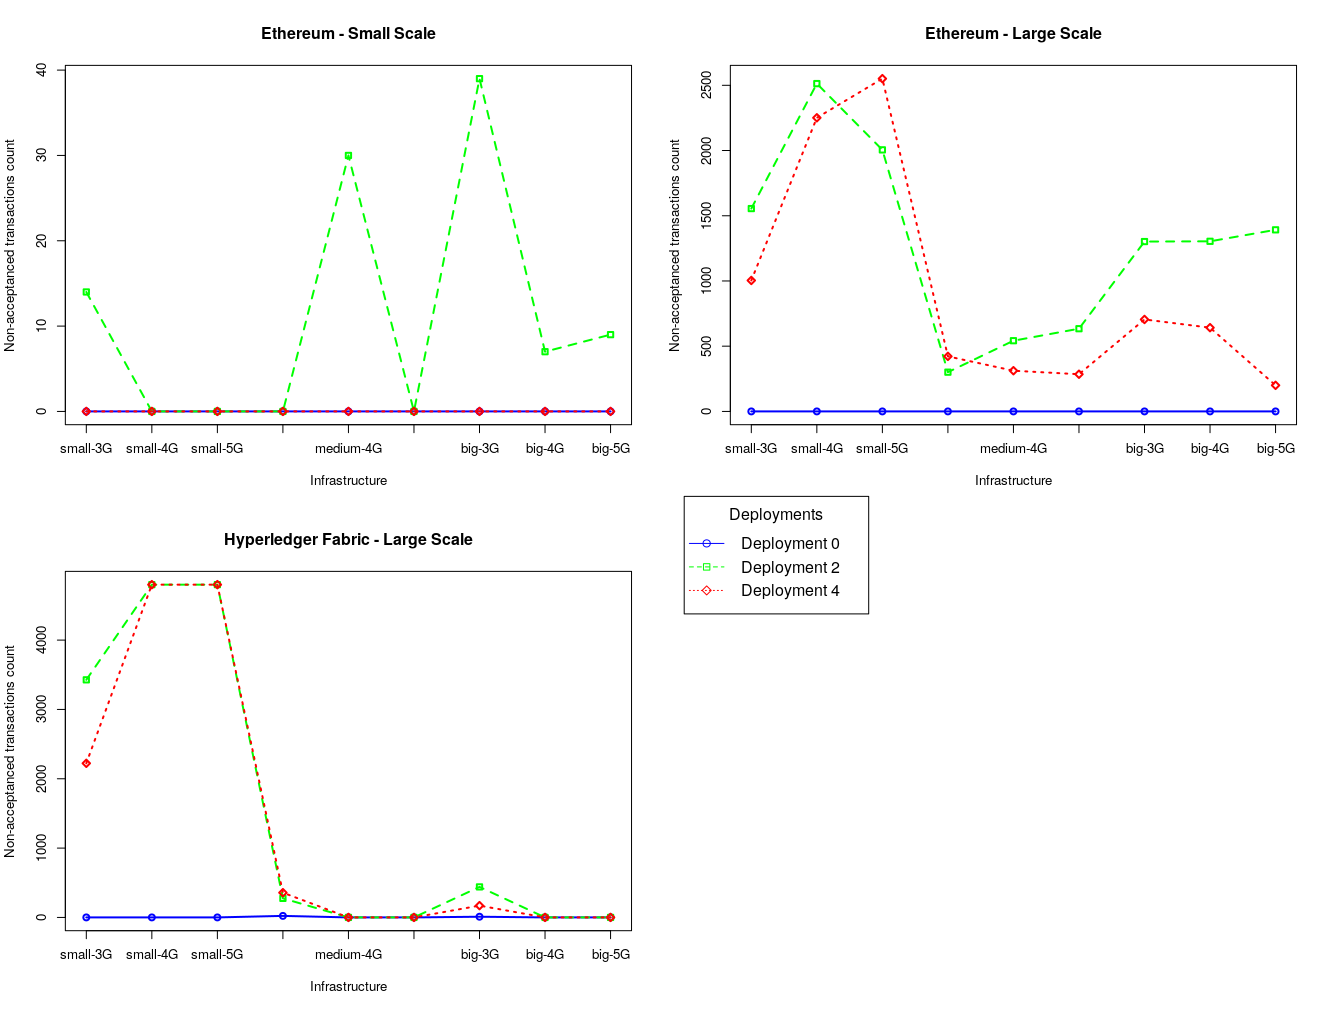 Ethereum - Small Scale
Non-acceptanced transactions count
40
30
20
10
0
small-3G small-4G small-5G medium-4G big-3G big-4G big-5G
Infrastructure
Ethereum - Large Scale
Non-acceptanced transactions count
2500
2000
1500
1000
500
0
small-3G small-4G small-5G medium-4G big-3G big-4G big-5G
Infrastructure
Hyperledger Fabric - Large Scale
Non-acceptanced transactions count
4000
3000
2000
1000
0
small-3G small-4G small-5G medium-4G big-3G big-4G big-5G
Infrastructure
Deployments
Deployment 0
Deployment 2
Deployment 4